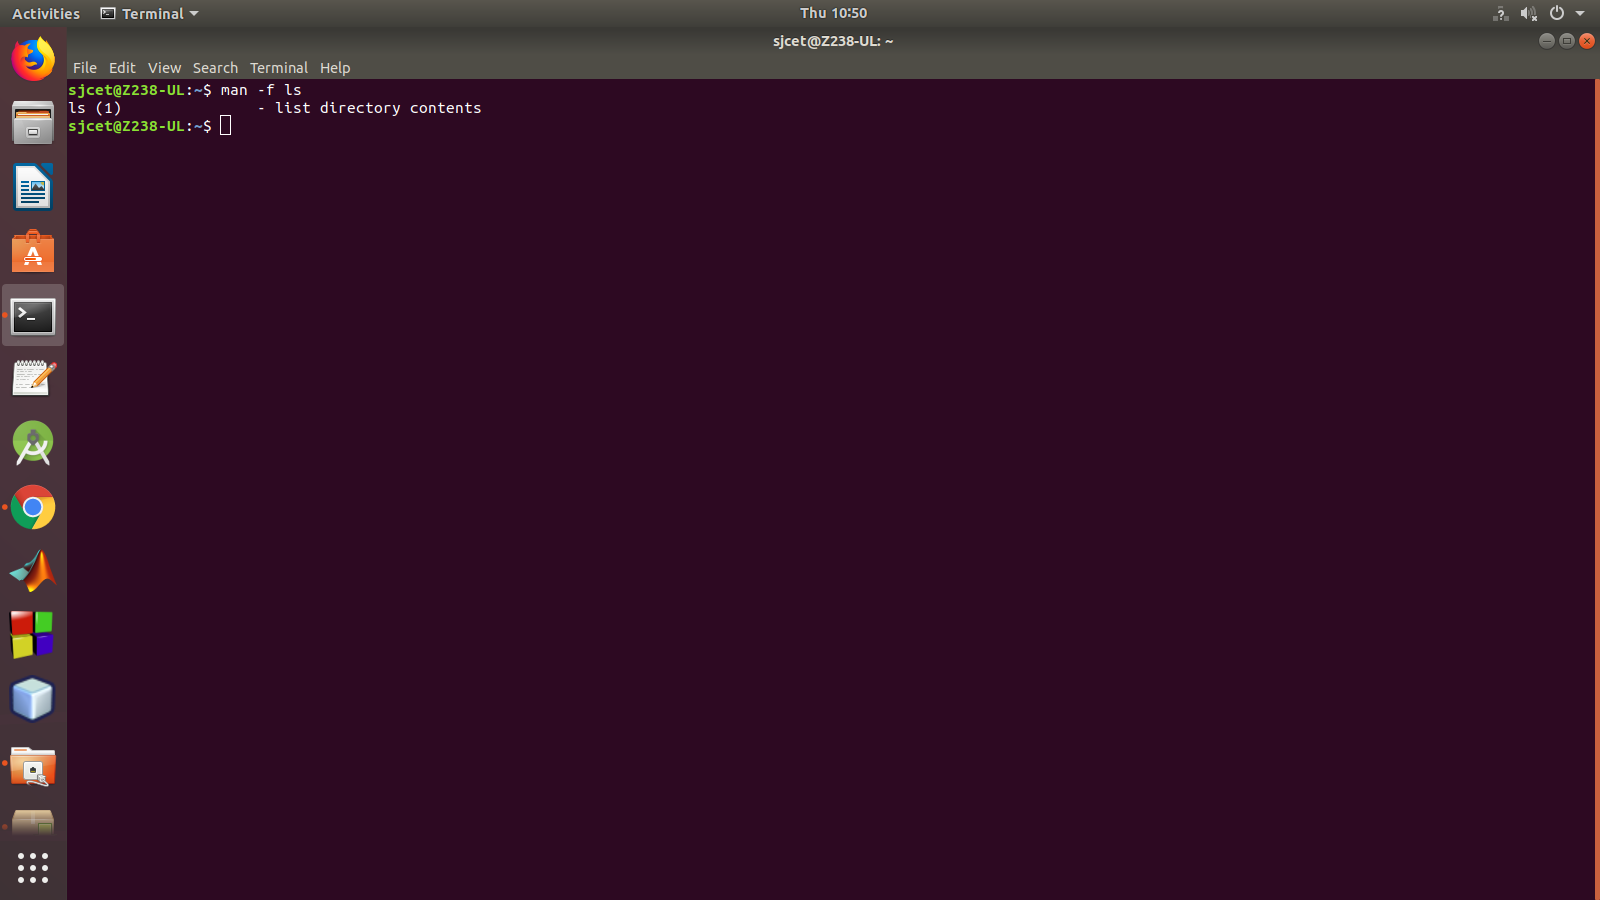 Activities Terminal Thu 10:50
sjcet@Z238-UL: ~
File Edit View Search Terminal Help
sjcet@Z238-UL:~$ man -f ls
ls (1)               - list directory contents
sjcet@Z238-UL:~$